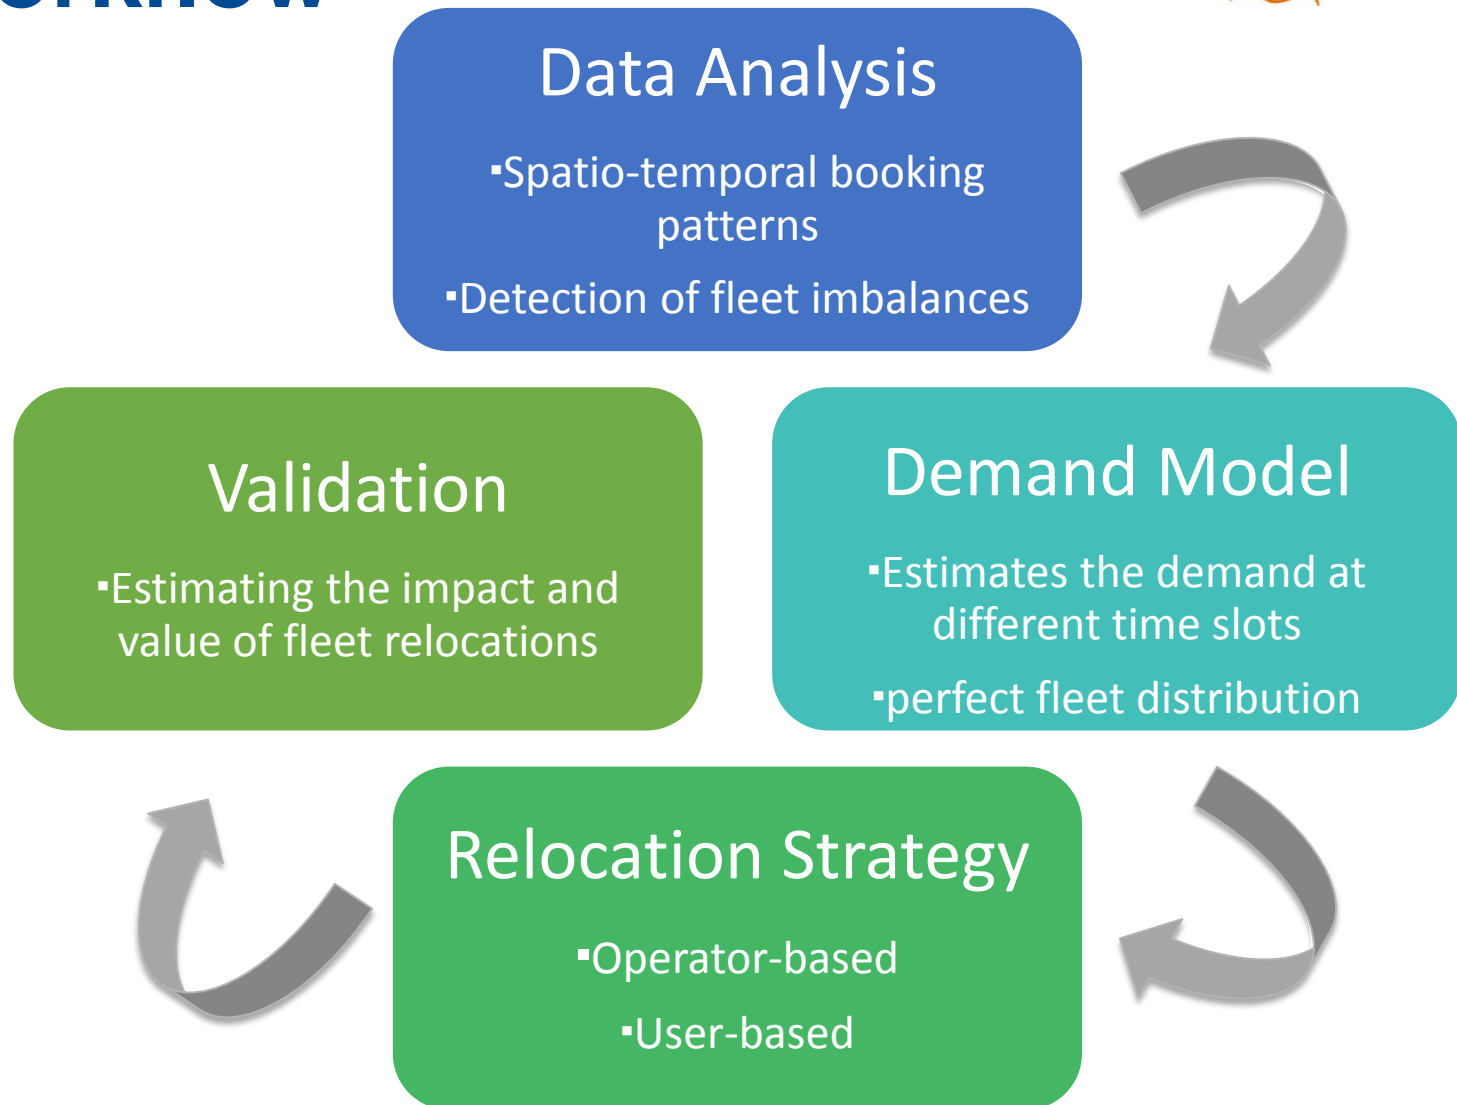 Data Analysis
▪Spatio-temporal booking
patterns
▪Detection of fleet imbalances
Validation
▪Estimating the impact and
value of fleet relocations
Demand Model
▪Estimates the demand at
different time slots
▪perfect fleet distribution
Relocation Strategy
▪Operator-based
▪User-based